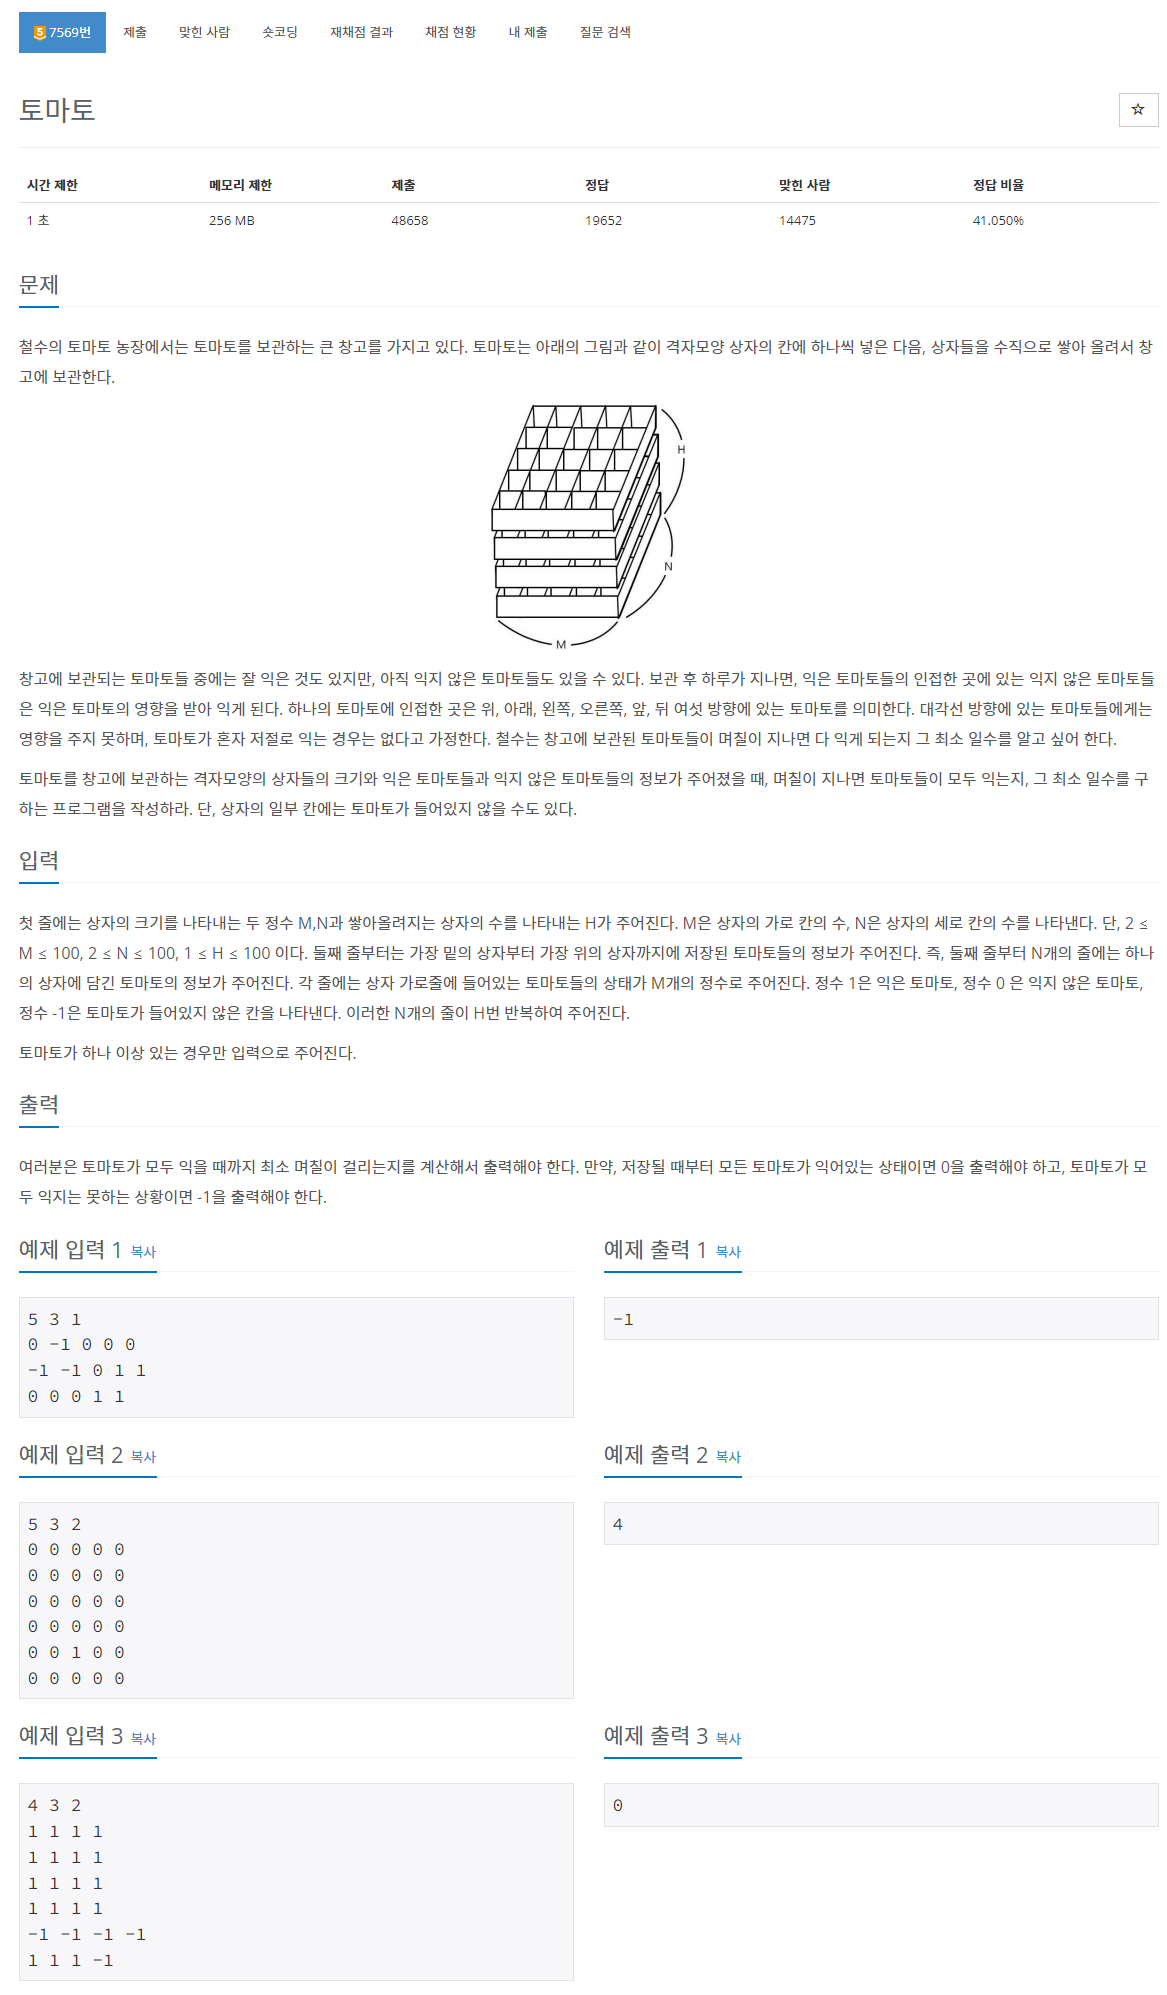 5 7569번 제출 맞힌 사람 숏코딩 재채점 결과 채점 현황 내 제출 질문 검색
토마토
시간 제한 메모리 제한 제출 정답 맞힌 사람 정답 비율
1 초 256 MB 48658 19652 14475 41.050%
문제
철수의 토마토 농장에서는 토마토를 보관하는 큰 창고를 가지고 있다. 토마토는 아래의 그림과 같이 격자모양 상자의 칸에 하나씩 넣은 다음, 상자들을 수직으로 쌓아 올려서 창
고에 보관한다.
H
N
M
창고에 보관되는 토마토들 중에는 잘 익은 것도 있지만, 아직 익지 않은 토마토들도 있을 수 있다. 보관 후 하루가 지나면, 익은 토마토들의 인접한 곳에 있는 익지 않은 토마토들
은 익은 토마토의 영향을 받아 익게 된다. 하나의 토마토에 인접한 곳은 위, 아래, 왼쪽, 오른쪽, 앞, 뒤 여섯 방향에 있는 토마토를 의미한다. 대각선 방향에 있는 토마토들에게는
영향을 주지 못하며, 토마토가 혼자 저절로 익는 경우는 없다고 가정한다. 철수는 창고에 보관된 토마토들이 며칠이 지나면 다 익게 되는지 그 최소 일수를 알고 싶어 한다.
토마토를 창고에 보관하는 격자모양의 상자들의 크기와 익은 토마토들과 익지 않은 토마토들의 정보가 주어졌을 때, 며칠이 지나면 토마토들이 모두 익는지, 그 최소 일수를 구
하는 프로그램을 작성하라. 단, 상자의 일부 칸에는 토마토가 들어있지 않을 수도 있다.
입력
첫 줄에는 상자의 크기를 나타내는 두 정수 M,N과 쌓아올려지는 상자의 수를 나타내는 H가 주어진다. M은 상자의 가로 칸의 수, N은 상자의 세로 칸의 수를 나타낸다. 단, 2 ≤
M ≤ 100, 2 ≤ N ≤ 100, 1 ≤ H ≤ 100 이다. 둘째 줄부터는 가장 밑의 상자부터 가장 위의 상자까지에 저장된 토마토들의 정보가 주어진다. 즉, 둘째 줄부터 N개의 줄에는 하나
의 상자에 담긴 토마토의 정보가 주어진다. 각 줄에는 상자 가로줄에 들어있는 토마토들의 상태가 M개의 정수로 주어진다. 정수 1은 익은 토마토, 정수 0 은 익지 않은 토마토,
정수 -1은 토마토가 들어있지 않은 칸을 나타낸다. 이러한 N개의 줄이 H번 반복하여 주어진다.
토마토가 하나 이상 있는 경우만 입력으로 주어진다.
출력
여러분은 토마토가 모두 익을 때까지 최소 며칠이 걸리는지를 계산해서 출력해야 한다. 만약, 저장될 때부터 모든 토마토가 익어있는 상태이면 0을 출력해야 하고, 토마토가 모
두 익지는 못하는 상황이면 -1을 출력해야 한다.
예제 입력 1 복사
5 3 1
0 -1 0 0 0
-1 -1 0 1 1
0 0 0 1 1
예제 출력 1 복사
-1
예제 입력 2 복사
5 3 2
0 0 0 0 0
0 0 0 0 0
0 0 0 0 0
0 0 0 0 0
0 0 1 0 0
0 0 0 0 0
예제 출력 2 복사
4
예제 입력 3 복사
4 3 2
1 1 1 1
1 1 1 1
1 1 1 1
1 1 1 1
-1 -1 -1 -1
1 1 1 -1
예제 출력 3 복사
0